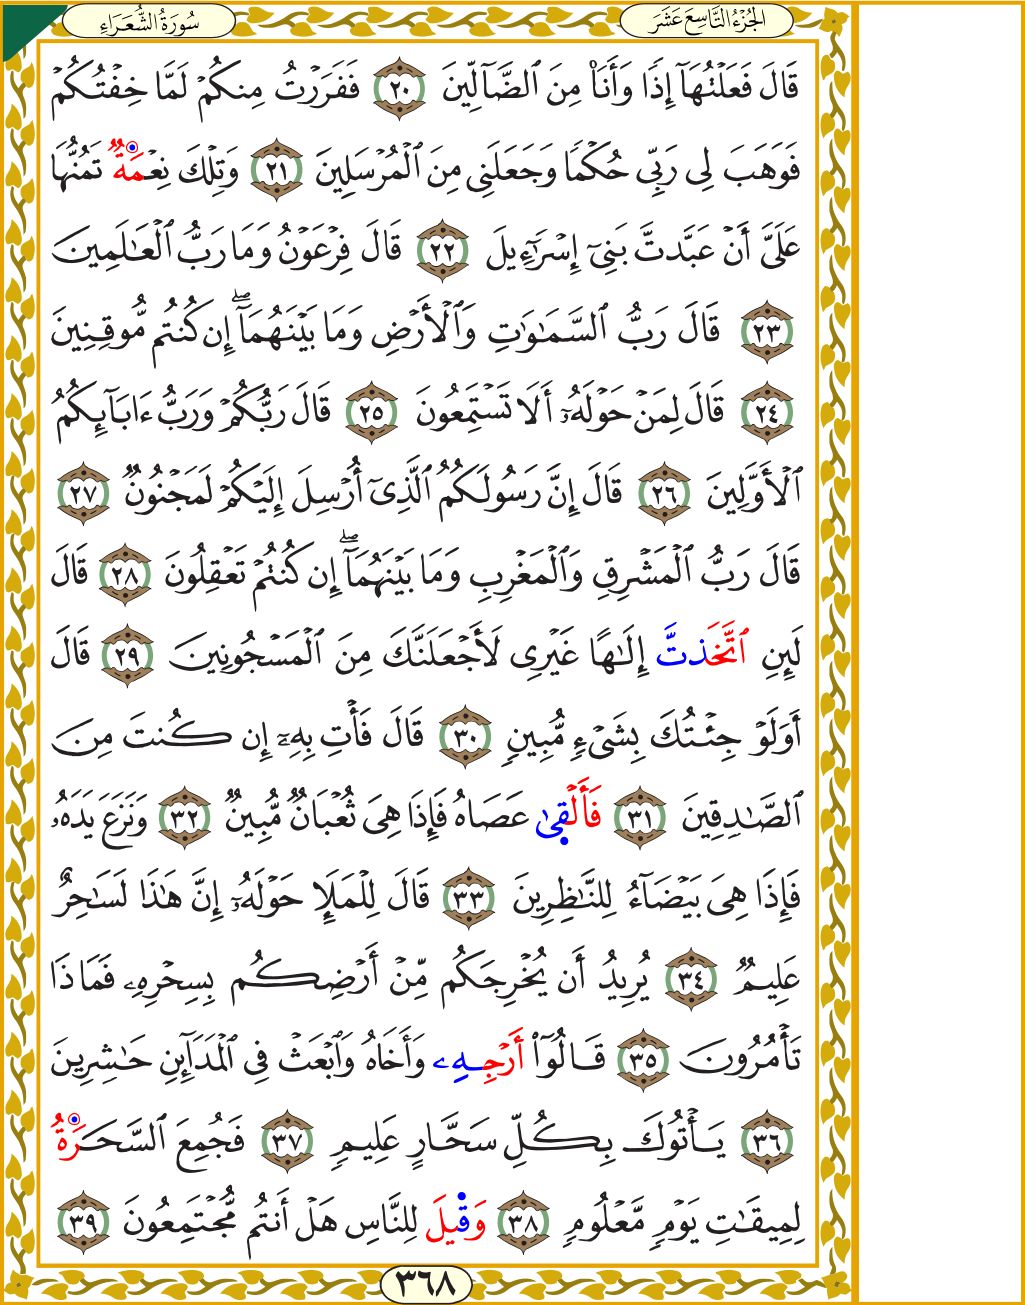 الجُزْءُ التَّاسِعَ عَشَرَ
سُورَةُ الشُّعَرَاءِ
قَالَ فَعَلْتُهَآ إِذًا وَأَنَا۠ مِنَ ٱلضَّآلِّينَ ٢٠ فَفَرَرْتُ مِنكُمْ لَمَّا خِفْتُكُمْ
فَوَهَبَ لِى رَبِّى حُكْمًا وَجَعَلَنِى مِنَ ٱلْمُرْسَلِينَ ٢١ وَتِلْكَ نِعْمَةٌ تَمُنُّهَا
عَلَىَّ أَنْ عَبَّدتَّ بَنِىٓ إِسْرَٰٓءِيلَ ٢٢ قَالَ فِرْعَوْنُ وَمَا رَبُّ ٱلْعَـٰلَمِينَ
٢٣ قَالَ رَبُّ ٱلسَّمَـٰوَٰتِ وَٱلْأَرْضِ وَمَا بَيْنَهُمَآ ۖ إِن كُنتُم مُّوقِنِينَ
٢٤ قَالَ لِمَنْ حَوْلَهُۥٓ أَلَا تَسْتَمِعُونَ ٢٥ قَالَ رَبُّكُمْ وَرَبُّ ءَابَآئِكُمُ
ٱلْأَوَّلِينَ ٢٦ قَالَ إِنَّ رَسُولَكُمُ ٱلَّذِىٓ أُرْسِلَ إِلَيْكُمْ لَمَجْنُونٌ ٢٧
قَالَ رَبُّ ٱلْمَشْرِقِ وَٱلْمَغْرِبِ وَمَا بَيْنَهُمَآ ۖ إِن كُنتُمْ تَعْقِلُونَ ٢٨ قَالَ
لَئِنِ ٱتَّخَذتَّ إِلَـٰهًا غَيْرِى لَأَجْعَلَنَّكَ مِنَ ٱلْمَسْجُونِينَ ٢٩ قَالَ
أَوَلَوْ جِئْتُكَ بِشَىْءٍ مُّبِينٍ ٣٠ قَالَ فَأْتِ بِهِۦٓ إِن كُنتَ مِنَ
ٱلصَّـٰدِقِينَ ٣١ فَأَلْقَىٰ عَصَاهُ فَإِذَا هِىَ ثُعْبَانٌ مُّبِينٌ ٣٢ وَنَزَعَ يَدَهُۥ
فَإِذَا هِىَ بَيْضَآءُ لِلنَّـٰظِرِينَ ٣٣ قَالَ لِلْمَلَإِ حَوْلَهُۥٓ إِنَّ هَـٰذَا لَسَـٰحِرٌ
عَلِيمٌ ٣٤ يُرِيدُ أَن يُخْرِجَكُم مِّنْ أَرْضِكُم بِسِحْرِهِۦ فَمَاذَا
تَأْمُرُونَ ٣٥ قَالُوٓا۟ أَرْجِهِۦ وَأَخَاهُ وَٱبْعَثْ فِى ٱلْمَدَآئِنِ حَـٰشِرِينَ
٣٦ يَأْتُوكَ بِكُلِّ سَحَّارٍ عَلِيمٍ ٣٧ فَجُمِعَ ٱلسَّحَرَةُ
لِمِيقَـٰتِ يَوْمٍ مَّعْلُومٍ ٣٨ وَقِيلَ لِلنَّاسِ هَلْ أَنتُم مُّجْتَمِعُونَ ٣٩
٣٦٨